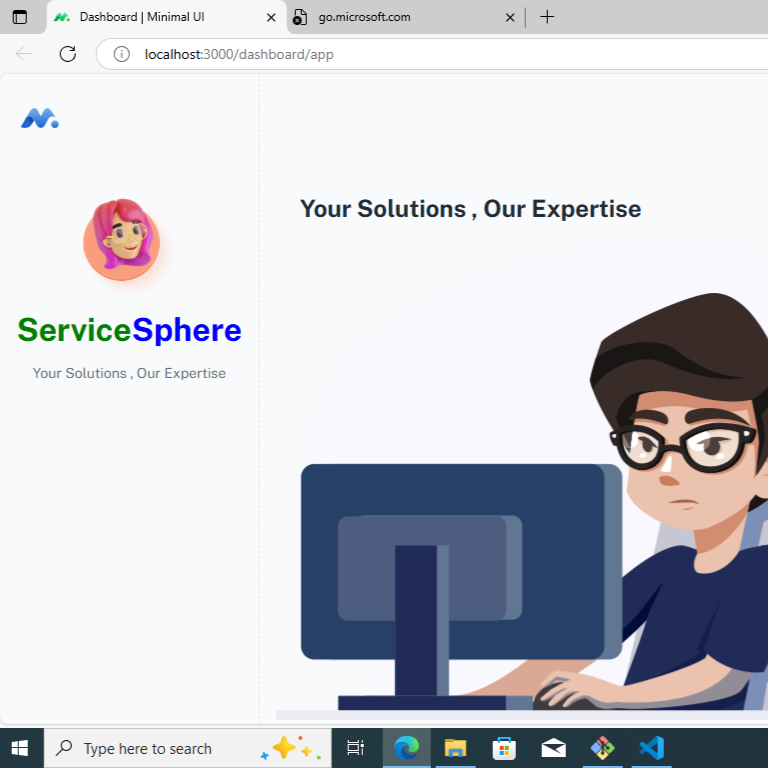 Dashboard | Minimal UI
go.microsoft.com
localhost:3000/dashboard/app
Your Solutions , Our Expertise
ServiceSphere
Your Solutions , Our Expertise
Type here to search